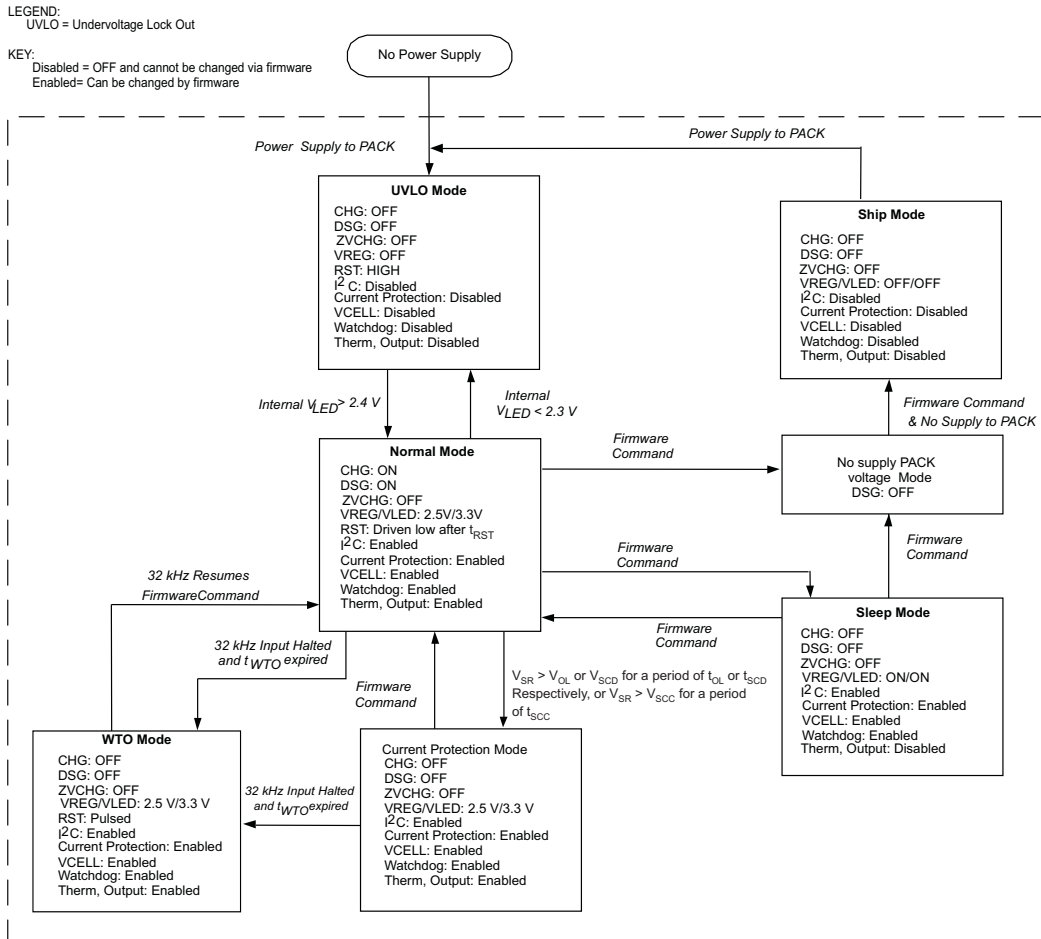 LEGEND:
UVLO = Undervoltage Lock Out
KEY:
Disabled = OFF and cannot be changed via firmware
Enabled= Can be changed by firmware
No Power Supply
Power Supply to PACK
Power Supply to PACK
UVLO Mode
CHG: OFF
DSG: OFF
ZVCHG: OFF
VREG: OFF
RST: HIGH
I2 C: Disabled
Current Protection: Disabled
VCELL: Disabled
Watchdog: Disabled
Therm, Output: Disabled
Ship Mode
CHG: OFF
DSG: OFF
ZVCHG: OFF
VREG/VLED: OFF/OFF
I2C: Disabled
Current Protection: Disabled
VCELL: Disabled
Watchdog: Disabled
Therm, Output: Disabled
Internal VLED> 2.4 V
Internal
VLED < 2.3 V
Firmware Command
& No Supply to PACK
Normal Mode
CHG: ON
DSG: ON
ZVCHG: OFF
VREG/VLED: 2.5V/3.3V
RST: Driven low after tRST
I2C: Enabled
Current Protection: Enabled
VCELL: Enabled
Watchdog: Enabled
Therm, Output: Enabled
Firmware
Command
No supply PACK
voltage Mode
DSG: OFF
Firmware
Command
Firmware
Command
32 kHz Resumes
FirmwareCommand
Firmware
Command
Sleep Mode
CHG: OFF
DSG: OFF
ZVCHG: OFF
VREG/VLED: ON/ON
I2C: Enabled
Current Protection: Enabled
VCELL: Enabled
Watchdog: Enabled
Therm, Output: Disabled
32 kHz Input Halted
and tWTO expired
Firmware
Command
VSR > VOL or VSCD for a period of tOL or tSCD
Respectively, or VSR > VSCC for a period
of tSCC
WTO Mode
CHG: OFF
DSG: OFF
ZVCHG: OFF
VREG/VLED: 2.5 V/3.3 V
RST: Pulsed
I2C: Enabled
Current Protection: Enabled
VCELL: Enabled
Watchdog: Enabled
Therm, Output: Enabled
32 kHz Input Halted
and tWTOexpired
Current Protection Mode
CHG: OFF
DSG: OFF
ZVCHG: OFF
VREG/VLED: 2.5 V/3.3 V
I2C: Enabled
Current Protection: Enabled
VCELL: Enabled
Watchdog: Enabled
Therm, Output: Enabled